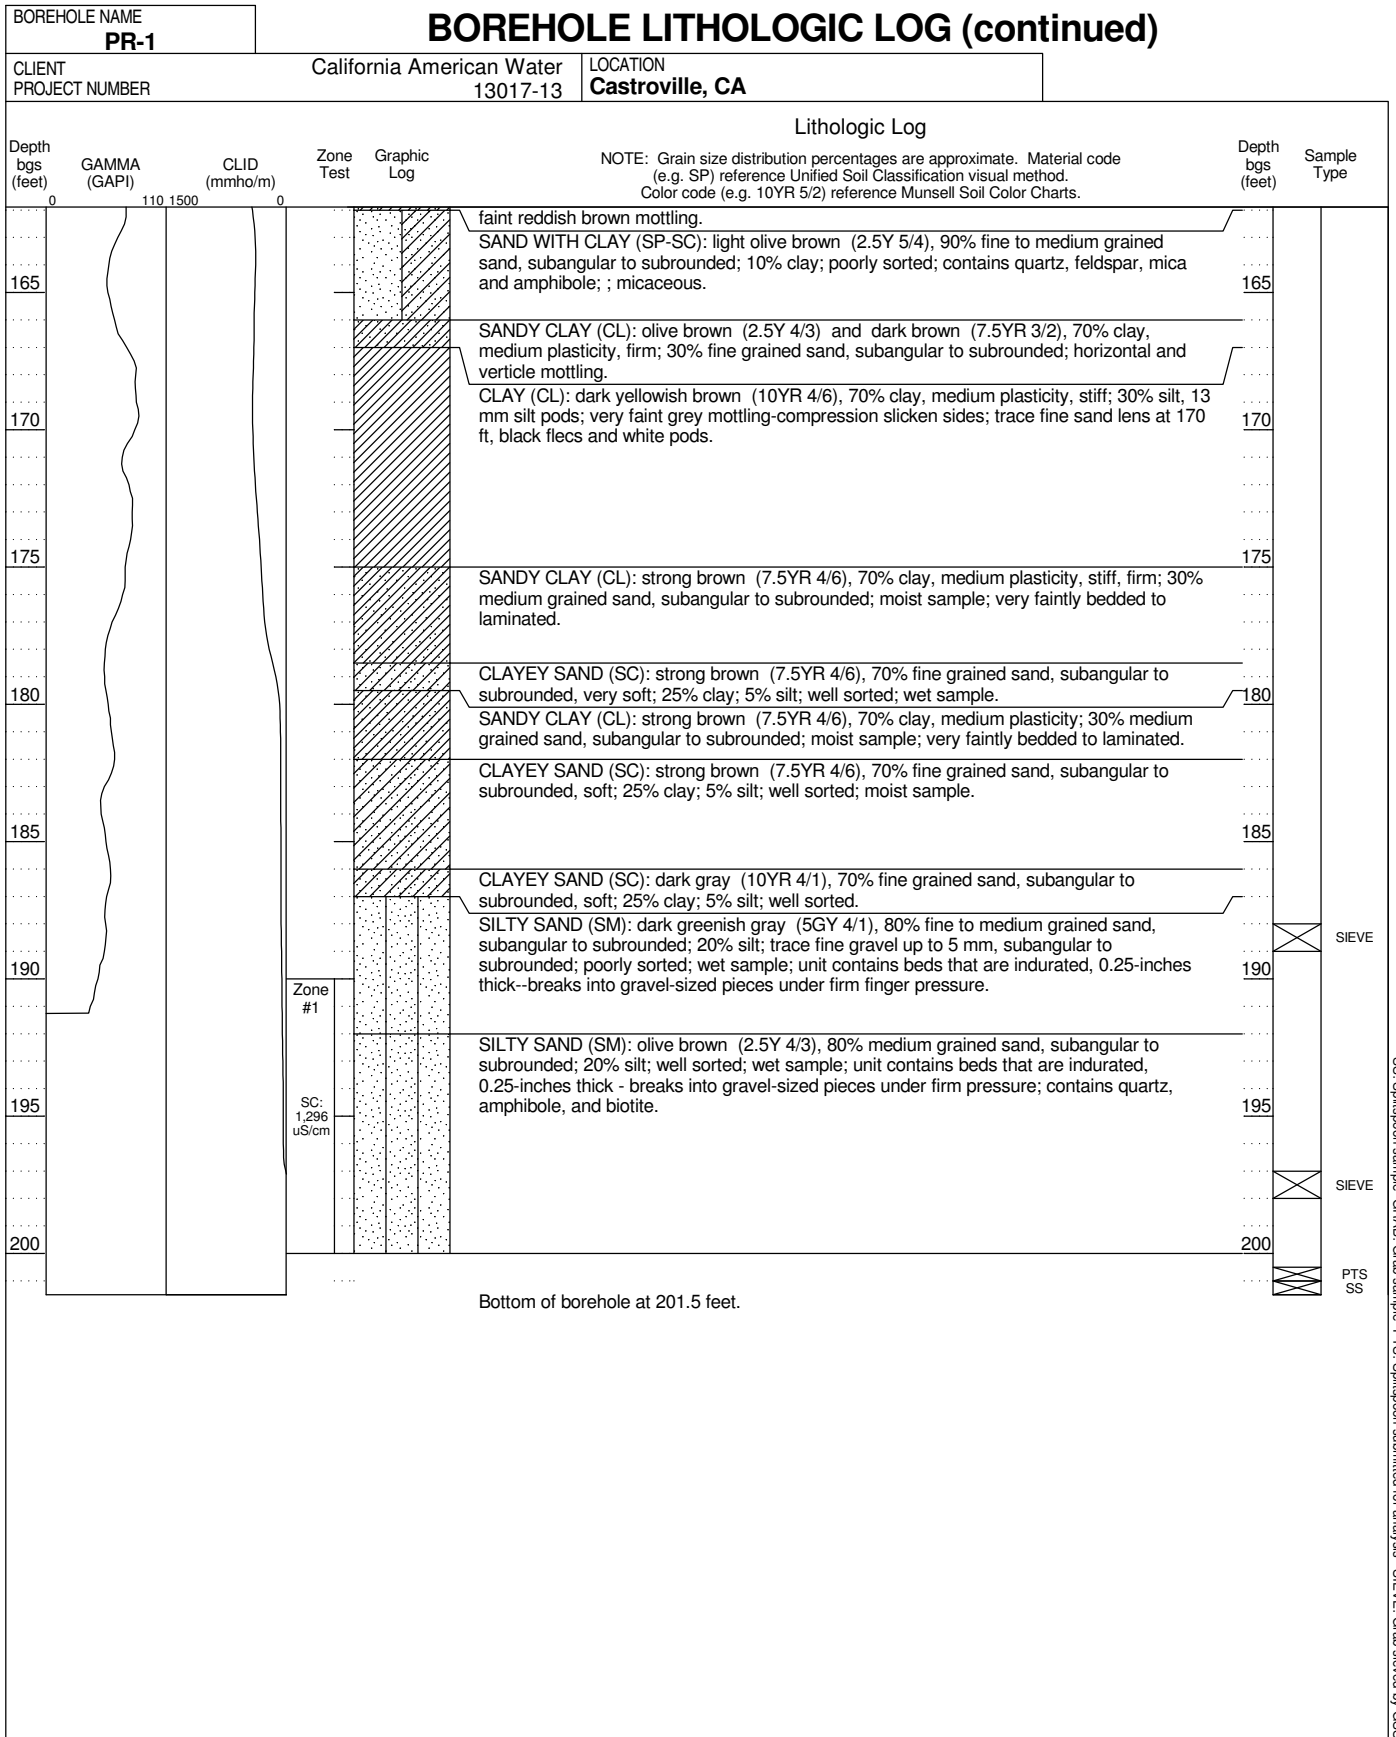 BOREHOLE NAME
PR-1
BOREHOLE LITHOLOGIC LOG (continued)
CLIENT
California American Water
PROJECT NUMBER
13017-13
LOCATION
Castroville, CA
Depth
bgs
(feet)
GAMMA
(GAPI)
CLID
(mmho/m)
Zone
Test
Graphic
Log
Lithologic Log
NOTE: Grain size distribution percentages are approximate. Material code
(e.g. SP) reference Unified Soil Classification visual method.
Color code (e.g. 10YR 5/2) reference Munsell Soil Color Charts.
Depth
bgs
(feet)
Sample
Type
0
110
1500
0
faint reddish brown mottling.
SAND WITH CLAY (SP-SC): light olive brown (2.5Y 5/4), 90% fine to medium grained
sand, subangular to subrounded; 10% clay; poorly sorted; contains quartz, feldspar, mica
and amphibole; ; micaceous.
165
165
SANDY CLAY (CL): olive brown (2.5Y 4/3) and dark brown (7.5YR 3/2), 70% clay,
medium plasticity, firm; 30% fine grained sand, subangular to subrounded; horizontal and
verticle mottling.
CLAY (CL): dark yellowish brown (10YR 4/6), 70% clay, medium plasticity, stiff; 30% silt, 13
mm silt pods; very faint grey mottling-compression slicken sides; trace fine sand lens at 170
ft, black flecs and white pods.
170
170
175
175
SANDY CLAY (CL): strong brown (7.5YR 4/6), 70% clay, medium plasticity, stiff, firm; 30%
medium grained sand, subangular to subrounded; moist sample; very faintly bedded to
laminated.
CLAYEY SAND (SC): strong brown (7.5YR 4/6), 70% fine grained sand, subangular to
subrounded, very soft; 25% clay; 5% silt; well sorted; wet sample.
180
180
SANDY CLAY (CL): strong brown (7.5YR 4/6), 70% clay, medium plasticity; 30% medium
grained sand, subangular to subrounded; moist sample; very faintly bedded to laminated.
CLAYEY SAND (SC): strong brown (7.5YR 4/6), 70% fine grained sand, subangular to
subrounded, soft; 25% clay; 5% silt; well sorted; moist sample.
185
185
CLAYEY SAND (SC): dark gray (10YR 4/1), 70% fine grained sand, subangular to
subrounded, soft; 25% clay; 5% silt; well sorted.
SILTY SAND (SM): dark greenish gray (5GY 4/1), 80% fine to medium grained sand,
subangular to subrounded; 20% silt; trace fine gravel up to 5 mm, subangular to
subrounded; poorly sorted; wet sample; unit contains beds that are indurated, 0.25-inches
thick--breaks into gravel-sized pieces under firm finger pressure.
SIEVE
190
190
Zone
#1
SILTY SAND (SM): olive brown (2.5Y 4/3), 80% medium grained sand, subangular to
subrounded; 20% silt; well sorted; wet sample; unit contains beds that are indurated,
0.25-inches thick - breaks into gravel-sized pieces under firm pressure; contains quartz,
amphibole, and biotite.
SC:
1,296
uS/cm
195
195
SIEVE
200
200
PTS
SS
Bottom of borehole at 201.5 feet.